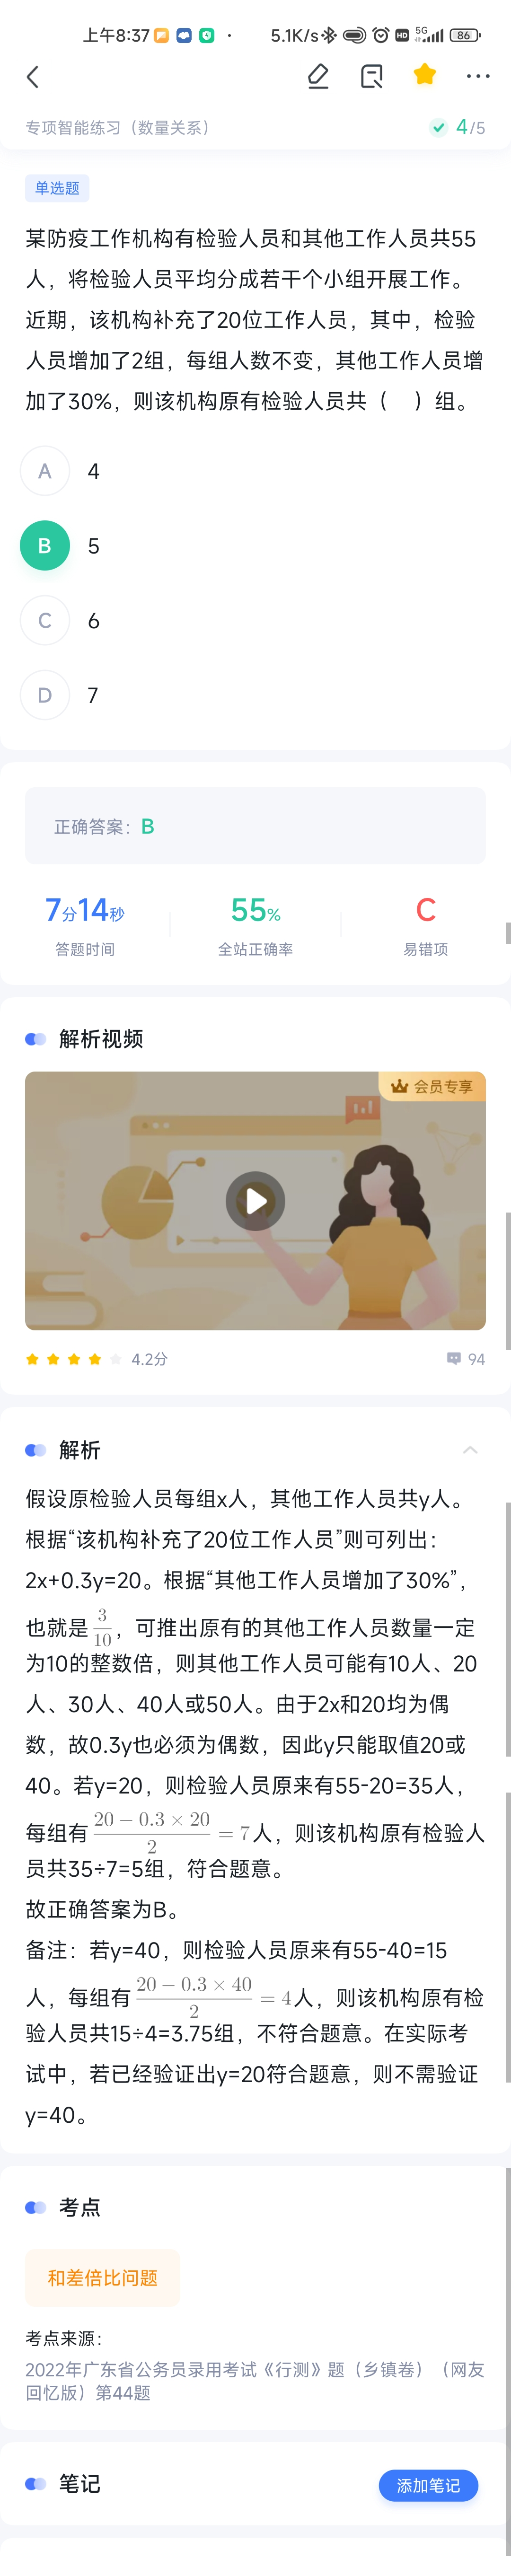 上午8:37 · 5.1K/s HD 5G 86
专项智能练习（数量关系） 4/5
单选题
某防疫工作机构有检验人员和其他工作人员共55
人，将检验人员平均分成若干个小组开展工作。
近期，该机构补充了20位工作人员，其中，检验
人员增加了2组，每组人数不变，其他工作人员增
加了30%，则该机构原有检验人员共（ ）组。
A 4
B 5
C 6
D 7
正确答案：B
7分14秒 55% C
答题时间 全站正确率 易错项
解析视频
会员专享
4.2分 94
解析
假设原检验人员每组x人，其他工作人员共y人。
根据“该机构补充了20位工作人员”则可列出：
2x+0.3y=20。根据“其他工作人员增加了30%”，
也就是3/10，可推出原有的其他工作人员数量一定
为10的整数倍，则其他工作人员可能有10人、20
人、30人、40人或50人。由于2x和20均为偶
数，故0.3y也必须为偶数，因此y只能取值20或
40。若y=20，则检验人员原来有55-20=35人，
每组有(20 − 0.3 × 20)/2 = 7人，则该机构原有检验人
员共35÷7=5组，符合题意。
故正确答案为B。
备注：若y=40，则检验人员原来有55-40=15
人，每组有(20 − 0.3 × 40)/2 = 4人，则该机构原有检
验人员共15÷4=3.75组，不符合题意。在实际考
试中，若已经验证出y=20符合题意，则不需验证
y=40。
考点
和差倍比问题
考点来源：
2022年广东省公务员录用考试《行测》题（乡镇卷）（网友
回忆版）第44题
笔记 添加笔记